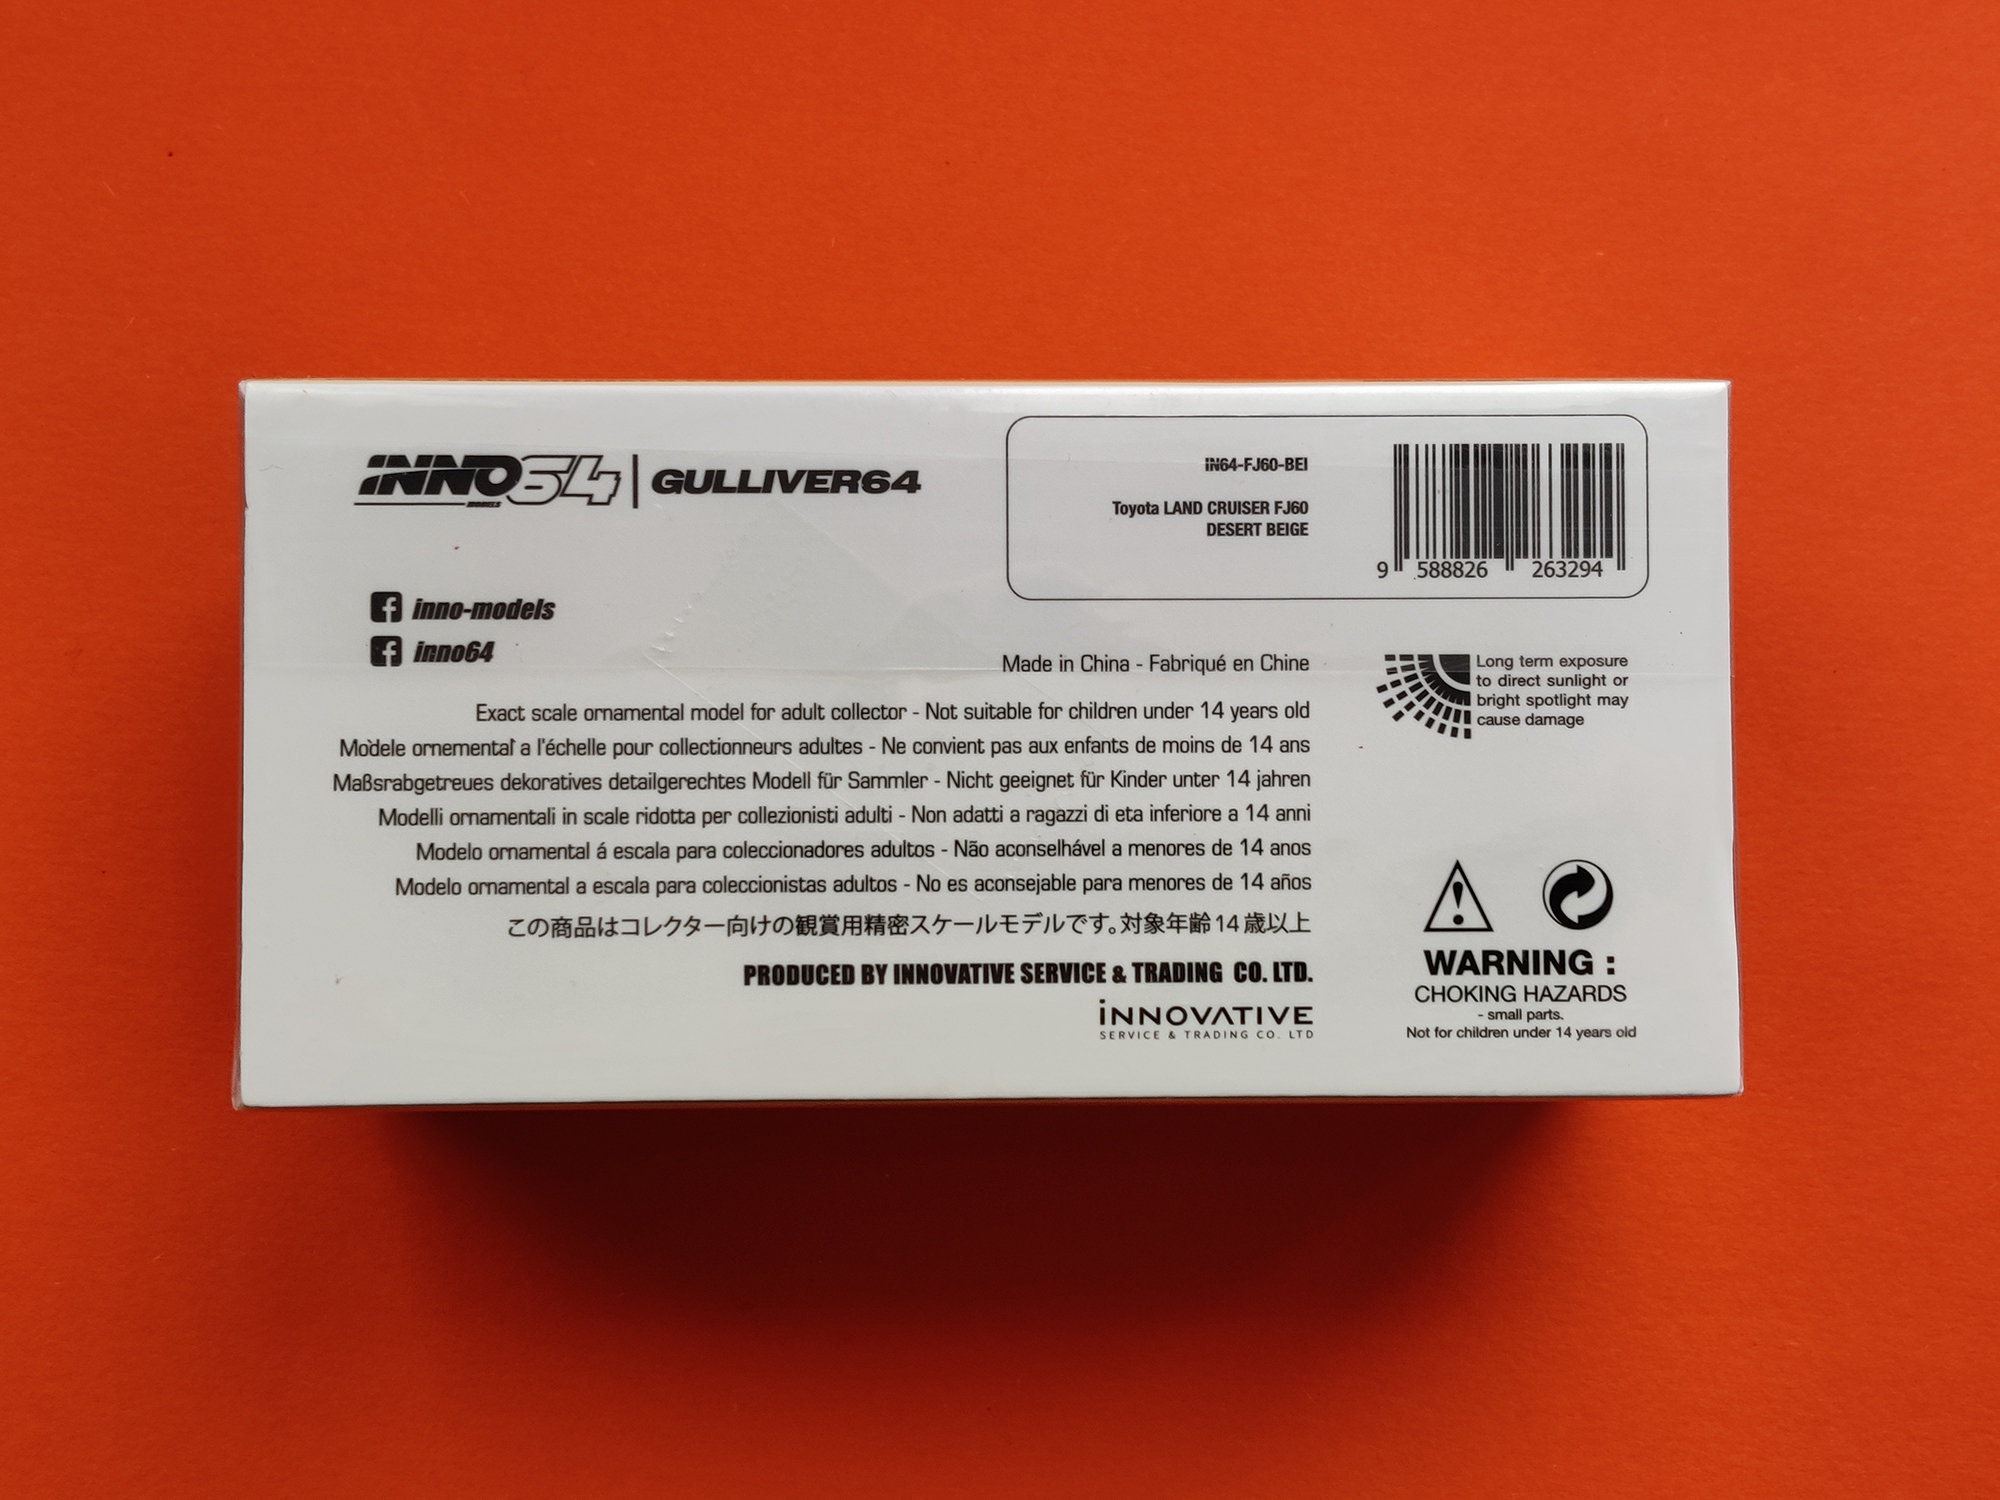 INNO64 | GULLIVER64
MODELS
IN64-FJ60-BEI
Toyota LAND CRUISER FJ60
DESERT BEIGE
9 588826 263294
inno-models
inno64
Made in China - Fabriqué en Chine
Exact scale ornamental model for adult collector - Not suitable for children under 14 years old
Modèle ornemental a l'échelle pour collectionneurs adultes - Ne convient pas aux enfants de moins de 14 ans
Maßsrabgetreues dekoratives detailgerechtes Modell für Sammler - Nicht geeignet für Kinder unter 14 jahren
Modelli ornamentali in scale ridotta per collezionisti adulti - Non adatti a ragazzi di eta inferiore a 14 anni
Modelo ornamental á escala para coleccionadores adultos - Não aconselhável a menores de 14 anos
Modelo ornamental a escala para coleccionistas adultos - No es aconsejable para menores de 14 años
この商品はコレクター向けの観賞用精密スケールモデルです。対象年齢14歳以上
PRODUCED BY INNOVATIVE SERVICE & TRADING CO. LTD.
iNNOVATIVE
SERVICE & TRADING CO. LTD
Long term exposure
to direct sunlight or
bright spotlight may
cause damage
WARNING :
CHOKING HAZARDS
- small parts.
Not for children under 14 years old